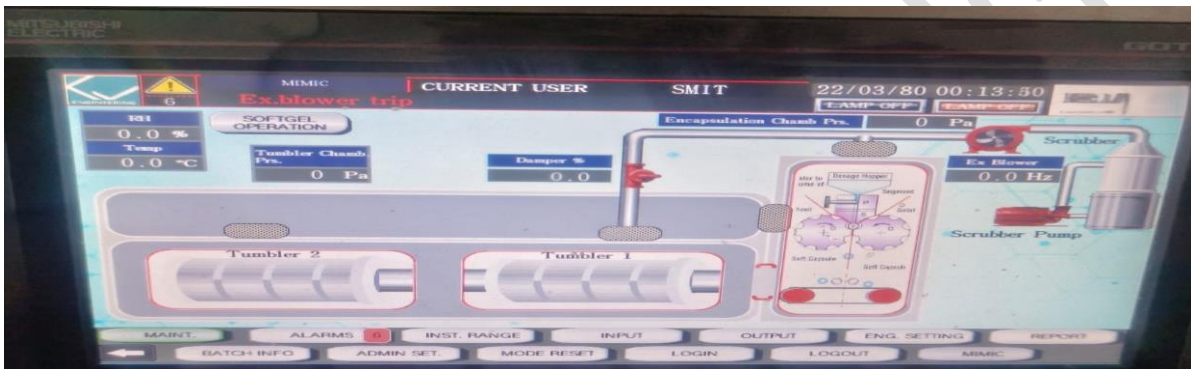 MITSUBISHI
ELECTRIC
GOT
MIMIC
CURRENT USER
SMIT
22/03/80 00:13:50
6
Ex.blower trip
LAMP OFF
LAMP OFF
RH
0.0 %
SOFTGEL
OPERATION
Encapsulation Chamb Prs.
0 Pa
Scrubber
Temp
0.0 °C
Tumbler Chamb.
Prs.
0 Pa
Damper %
0.0
Ex Blower
0.0 Hz
Dosage Hopper
Scrubber Pump
Tumbler 2
Tumbler 1
Soft Capsule
Soft Capsule
MAINT.
ALARMS 6
INST. RANGE
INPUT
OUTPUT
ENG. SETTING
REPORT
BATCH INFO
ADMIN SET.
MODE RESET
LOGIN
LOGOUT
MIMIC